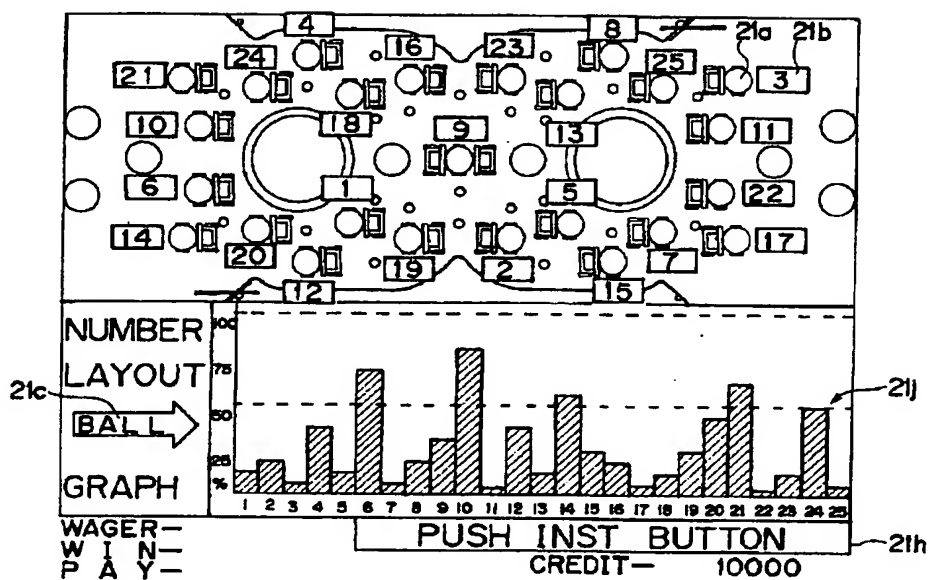 4 8 21a 21b
24 16 23 25
21 3
10 18 9 13 11
6 1 5 22
14 20 19 2 7 17
12 15
NUMBER
LAYOUT
21c BALL
GRAPH
100
75
50
25
%
21j
1 2 3 4 5 6 7 8 9 10 11 12 13 14 15 16 17 18 19 20 21 22 23 24 25
WAGER—
WIN—
PAY—
PUSH INST BUTTON 21h
CREDIT— 10000